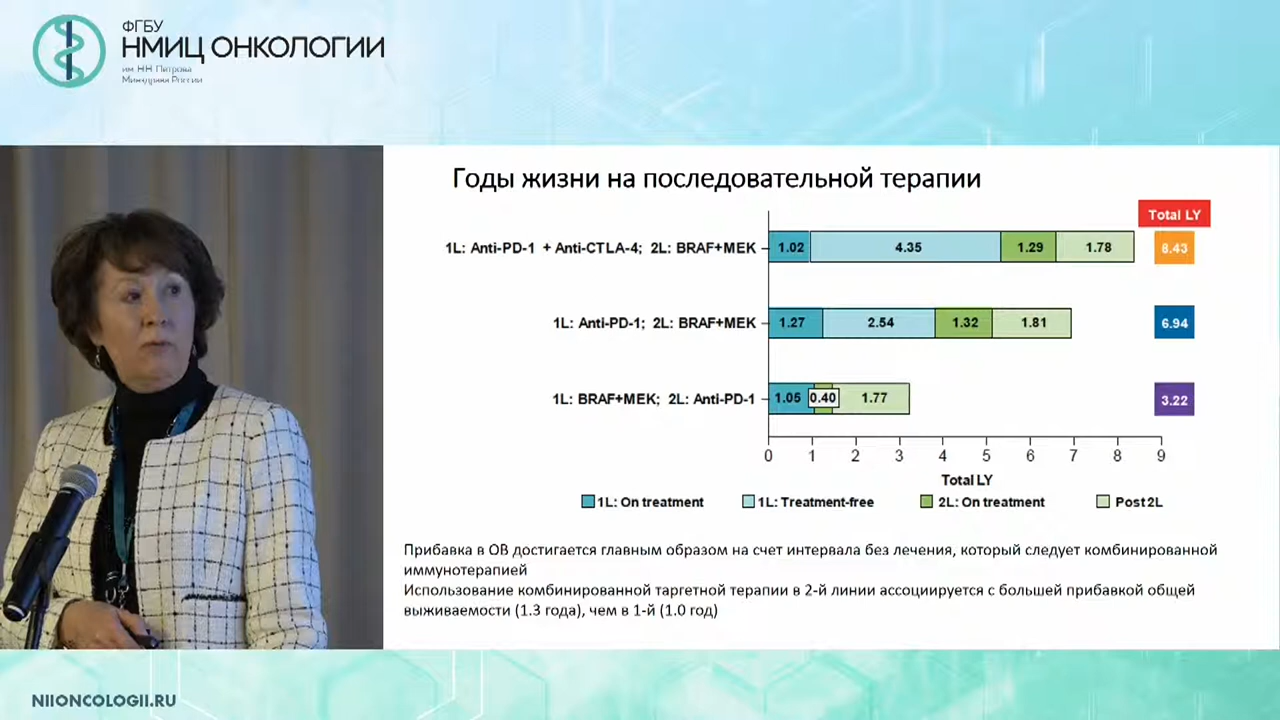 ФГБУ
НМИЦ ОНКОЛОГИИ
им. Н.Н. Петрова
Минздрава России
Годы жизни на последовательной терапии
Total LY
1L: Anti-PD-1 + Anti-CTLA-4; 2L: BRAF+MEK
1.02 4.35 1.29 1.78 8.43
1L: Anti-PD-1; 2L: BRAF+MEK
1.27 2.54 1.32 1.81 6.94
1L: BRAF+MEK; 2L: Anti-PD-1
1.05 0.40 1.77 3.22
0 1 2 3 4 5 6 7 8 9
Total LY
1L: On treatment 1L: Treatment-free 2L: On treatment Post 2L
Прибавка в ОВ достигается главным образом на счет интервала без лечения, который следует комбинированной
иммунотерапией
Использование комбинированной таргетной терапии в 2-й линии ассоциируется с большей прибавкой общей
выживаемости (1.3 года), чем в 1-й (1.0 год)
NIIONCOLOGII.RU